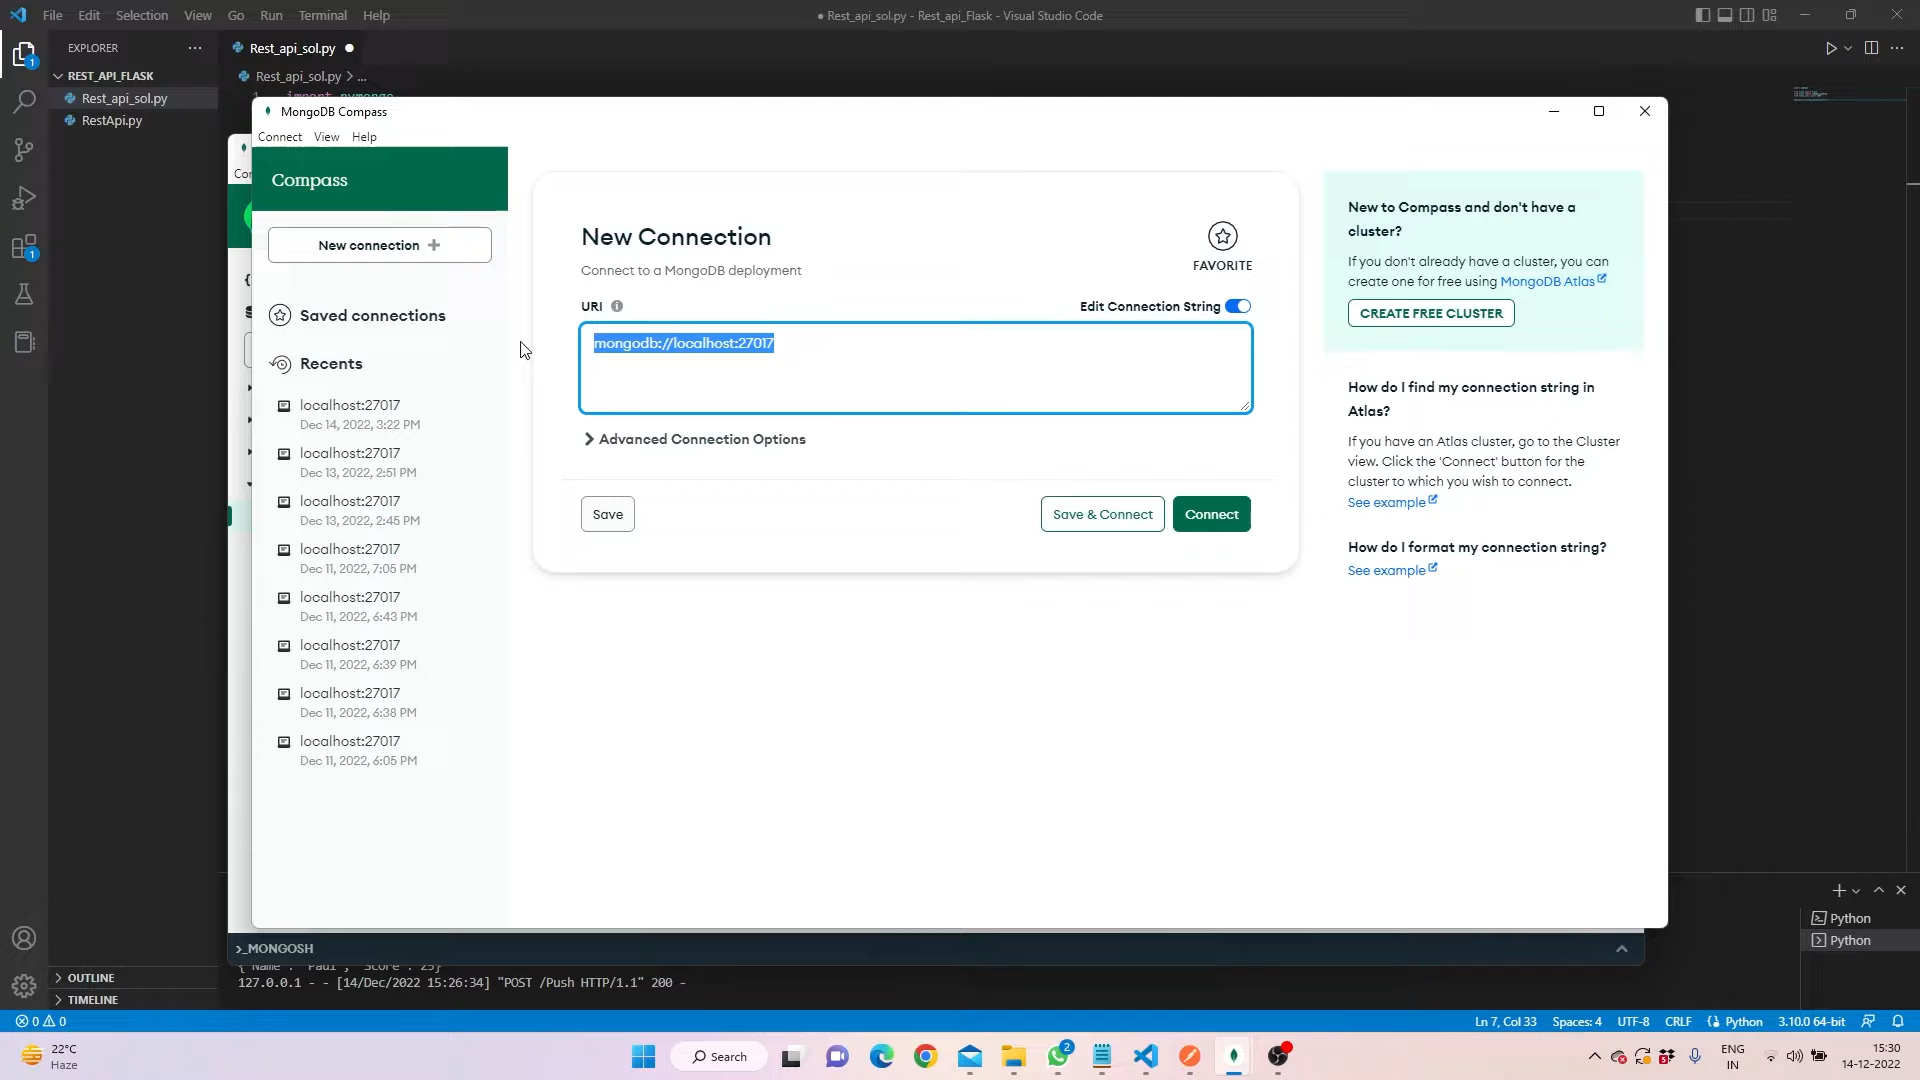 File Edit Selection View Go Run Terminal Help
● Rest_api_sol.py - Rest_api_Flask - Visual Studio Code
EXPLORER
REST_API_FLASK
Rest_api_sol.py
RestApi.py
Rest_api_sol.py
Rest_api_sol.py > ...
1 import pymongo
MongoDB Compass
Connect View Help
Compass
New connection +
Saved connections
Recents
localhost:27017
Dec 14, 2022, 3:22 PM
localhost:27017
Dec 13, 2022, 2:51 PM
localhost:27017
Dec 13, 2022, 2:45 PM
localhost:27017
Dec 11, 2022, 7:05 PM
localhost:27017
Dec 11, 2022, 6:43 PM
localhost:27017
Dec 11, 2022, 6:39 PM
localhost:27017
Dec 11, 2022, 6:38 PM
localhost:27017
Dec 11, 2022, 6:05 PM
New Connection
Connect to a MongoDB deployment
FAVORITE
URI
Edit Connection String
mongodb://localhost:27017
Advanced Connection Options
Save
Save & Connect
Connect
New to Compass and don't have a
cluster?
If you don't already have a cluster, you can
create one for free using MongoDB Atlas
CREATE FREE CLUSTER
How do I find my connection string in
Atlas?
If you have an Atlas cluster, go to the Cluster
view. Click the 'Connect' button for the
cluster to which you wish to connect.
See example
How do I format my connection string?
See example
Con
>_MONGOSH
{'Name': 'Paul', 'Score': 25}
127.0.0.1 - - [14/Dec/2022 15:26:34] "POST /Push HTTP/1.1" 200 -
Python
Python
OUTLINE
TIMELINE
0 0
Ln 7, Col 33 Spaces: 4 UTF-8 CRLF Python 3.10.0 64-bit
22°C
Haze
Search
2
ENG
IN
15:30
14-12-2022